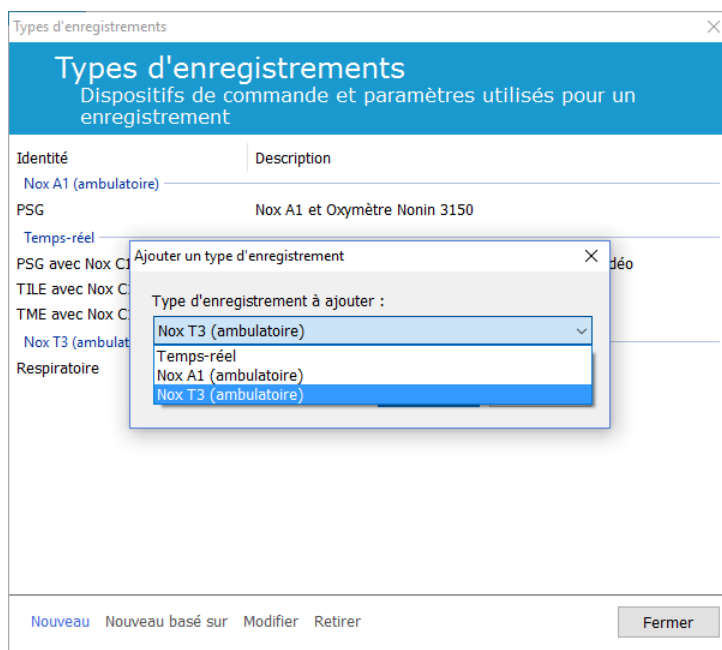 Types d'enregistrements
Types d'enregistrements
Dispositifs de commande et paramètres utilisés pour un
enregistrement
Identité Description
Nox A1 (ambulatoire)
PSG Nox A1 et Oxymètre Nonin 3150
Temps-réel
PSG avec Nox C1
TILE avec Nox C
TME avec Nox C
Nox T3 (ambulat
Respiratoire
Ajouter un type d'enregistrement
Type d'enregistrement à ajouter :
Nox T3 (ambulatoire)
Temps-réel
Nox A1 (ambulatoire)
Nox T3 (ambulatoire)
déo
Nouveau Nouveau basé sur Modifier Retirer Fermer